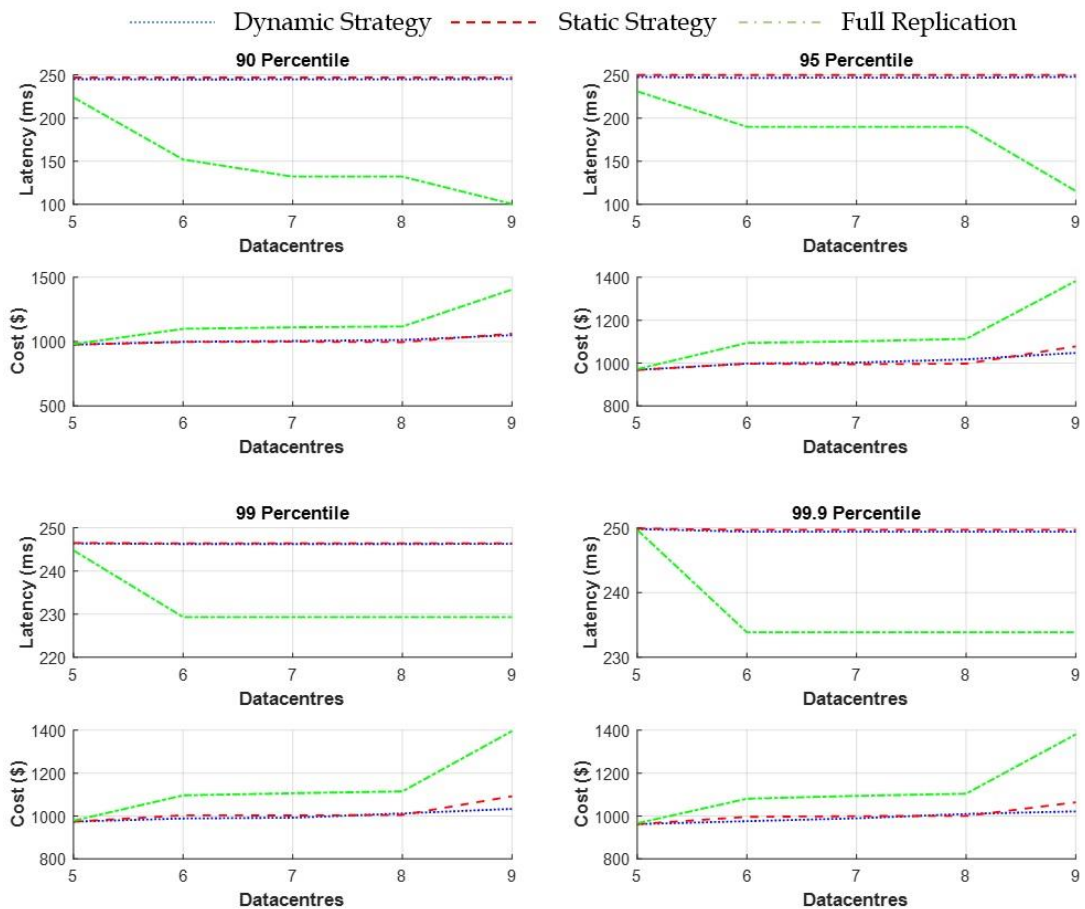 Dynamic Strategy Static Strategy Full Replication
90 Percentile
250
200
150
100
Latency (ms)
5 6 7 8 9
Datacentres
1500
1000
500
Cost ($)
5 6 7 8 9
Datacentres
95 Percentile
250
200
150
100
Latency (ms)
5 6 7 8 9
Datacentres
1400
1200
1000
800
Cost ($)
5 6 7 8 9
Datacentres
99 Percentile
250
240
230
220
Latency (ms)
5 6 7 8 9
Datacentres
1400
1200
1000
800
Cost ($)
5 6 7 8 9
Datacentres
99.9 Percentile
250
240
230
Latency (ms)
5 6 7 8 9
Datacentres
1400
1200
1000
800
Cost ($)
5 6 7 8 9
Datacentres